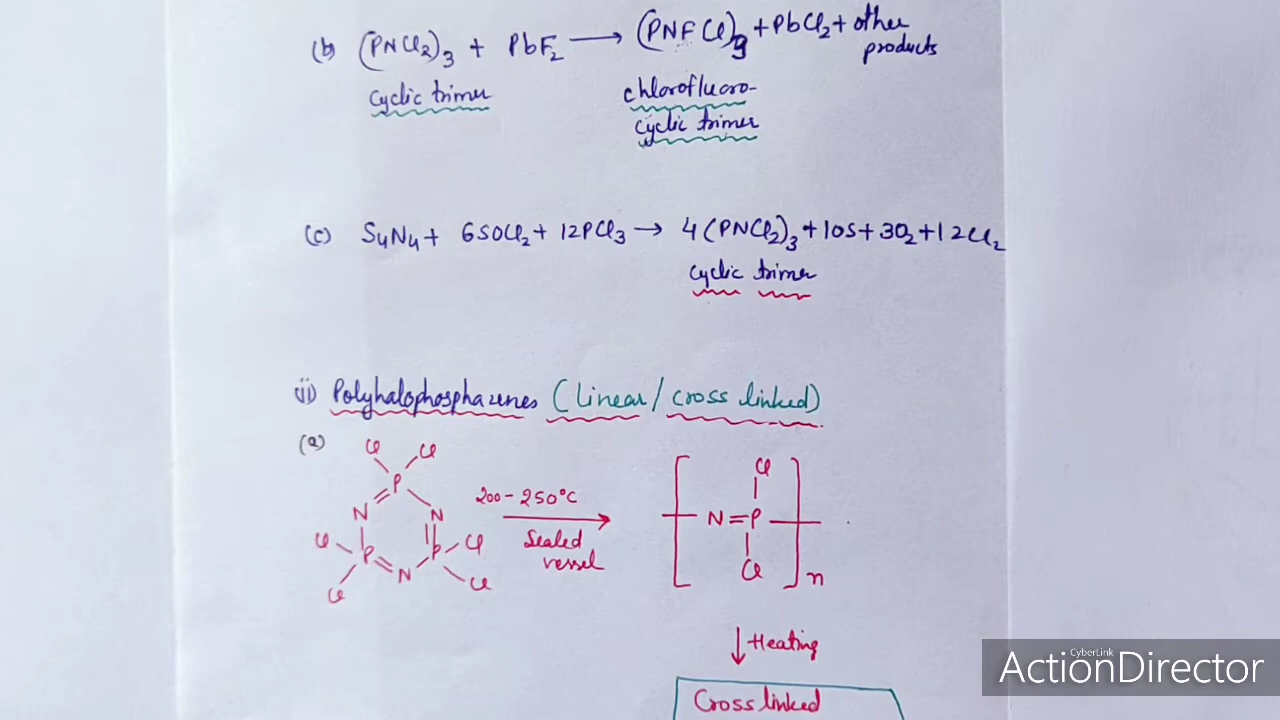 (b) (PNCl₂)₃ + PbF₂ ⟶ (PNFCl)₃ + PbCl₂ + other products
cyclic trimer
chlorofluoro-
cyclic trimer
(c) S₄N₄ + 6SOCl₂ + 12PCl₃ → 4(PNCl₂)₃ + 10S + 3O₂ + 12Cl₂
cyclic trimer
ii) Polyhalophosphazenes (linear / cross linked)
(a)
Cl Cl
P
N N
Cl P P Cl
N
Cl Cl
200-250°C
Sealed
vessel
Cl
N=P
Cl
n
↓ Heating
Cross linked
CyberLink
ActionDirector